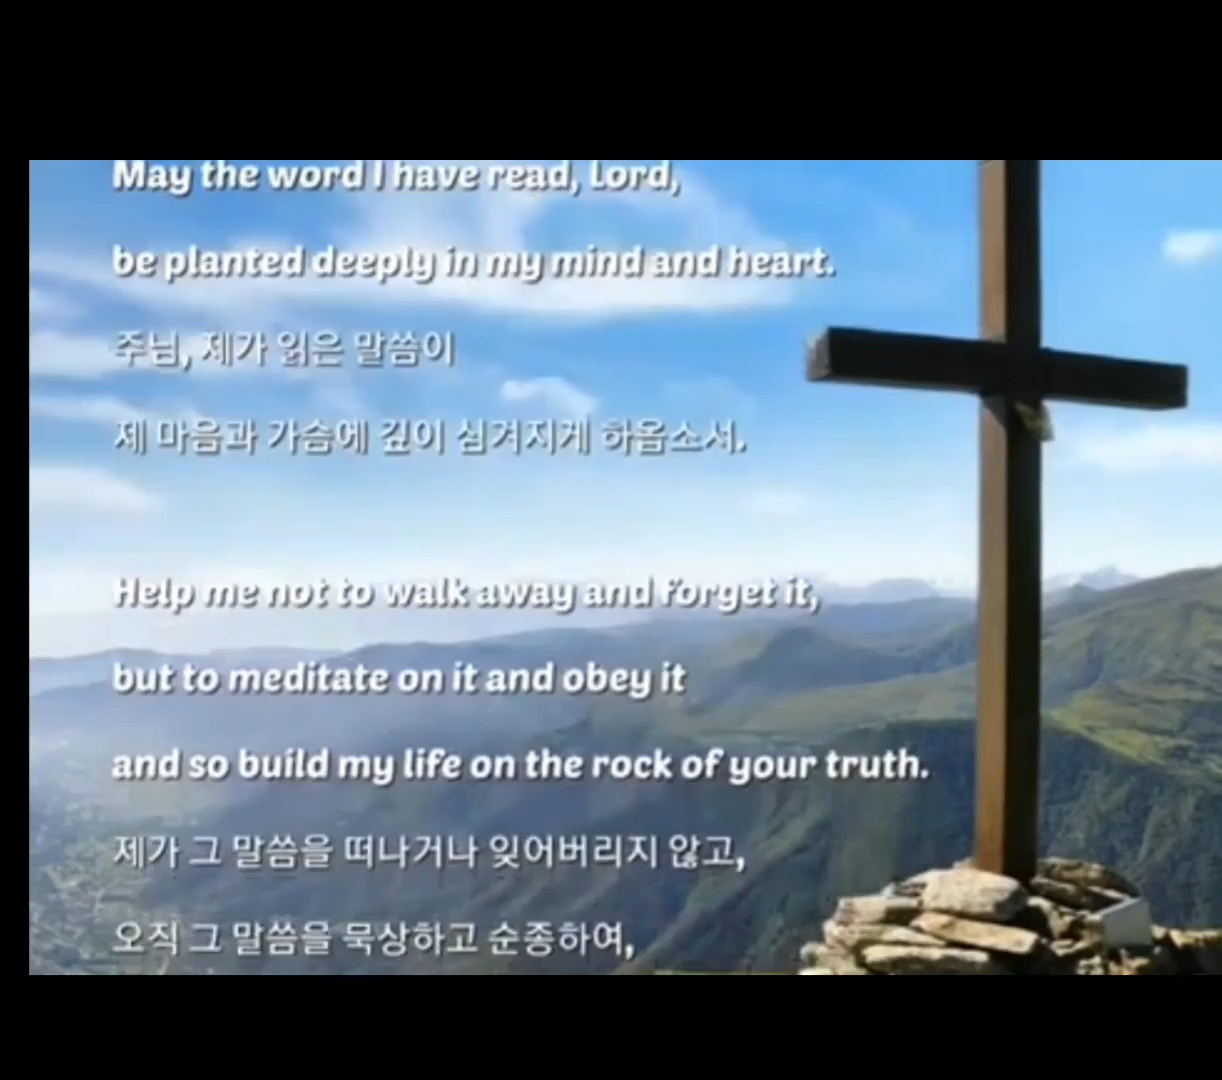 May the word I have read, Lord,
be planted deeply in my mind and heart.
주님, 제가 읽은 말씀이
제 마음과 가슴에 깊이 심겨지게 하옵소서.
Help me not to walk away and forget it,
but to meditate on it and obey it
and so build my life on the rock of your truth.
제가 그 말씀을 떠나거나 잊어버리지 않고,
오직 그 말씀을 묵상하고 순종하여,